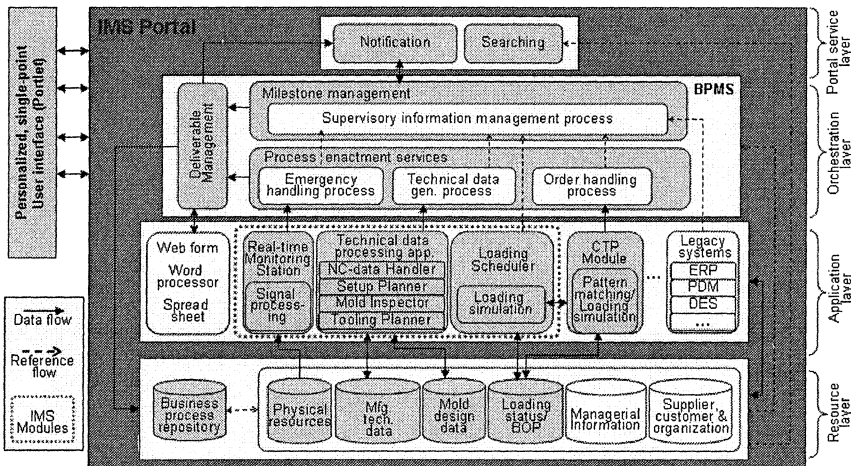 IMS Portal
Personalized, single-point
User interface (Portlet)
Notification
Searching
Portal service
layer
BPMS
Deliverable
Management
Milestone management
Supervisory information management process
Process enactment services
Emergency
handling process
Technical data
gen. process
Order handling
process
Orchestration
layer
Web form
Word
processor
Spread
sheet
Real-time
Monitoring
Station
Signal
process-
ing
Technical data
processing app.
NC-data Handler
Setup Planner
Mold Inspector
Tooling Planner
Loading
Scheduler
Loading
simulation
CTP
Module
Pattern
matching/
Loading
simulation
...
Legacy
systems
ERP
PDM
DES
...
Application
layer
Data flow
Reference
flow
IMS
Modules
Business
process
repository
Physical
resources
Mfg
tech.
data
Mold
design
data
Loading
status/
BOP
Managerial
Information
Supplier,
customer &
organization
Resource
layer